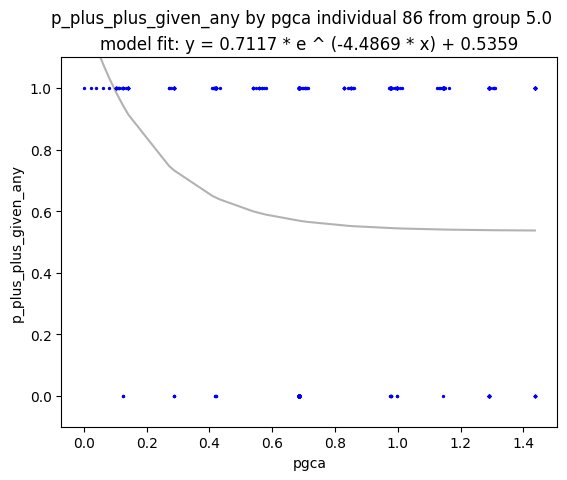 p_plus_plus_given_any by pgca individual 86 from group 5.0
model fit: y = 0.7117 * e ^ (-4.4869 * x) + 0.5359
1.0
0.8
0.6
0.4
0.2
0.0
p_plus_plus_given_any
0.0 0.2 0.4 0.6 0.8 1.0 1.2 1.4
pgca